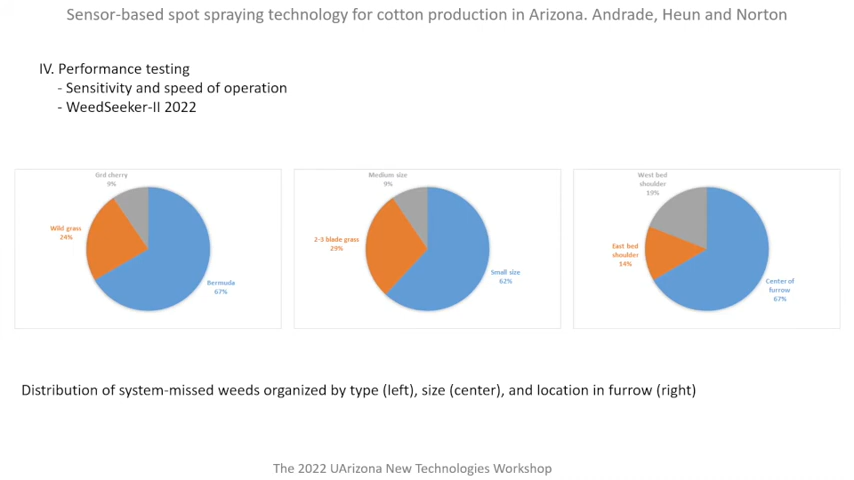 Sensor-based spot spraying technology for cotton production in Arizona. Andrade, Heun and Norton
IV. Performance testing
- Sensitivity and speed of operation
- WeedSeeker-II 2022
Grd cherry
9%
Wild grass
24%
Bermuda
67%
Medium size
9%
2-3 blade grass
29%
Small size
62%
West bed
shoulder
19%
East bed
shoulder
14%
Center of
furrow
67%
Distribution of system-missed weeds organized by type (left), size (center), and location in furrow (right)
The 2022 UArizona New Technologies Workshop